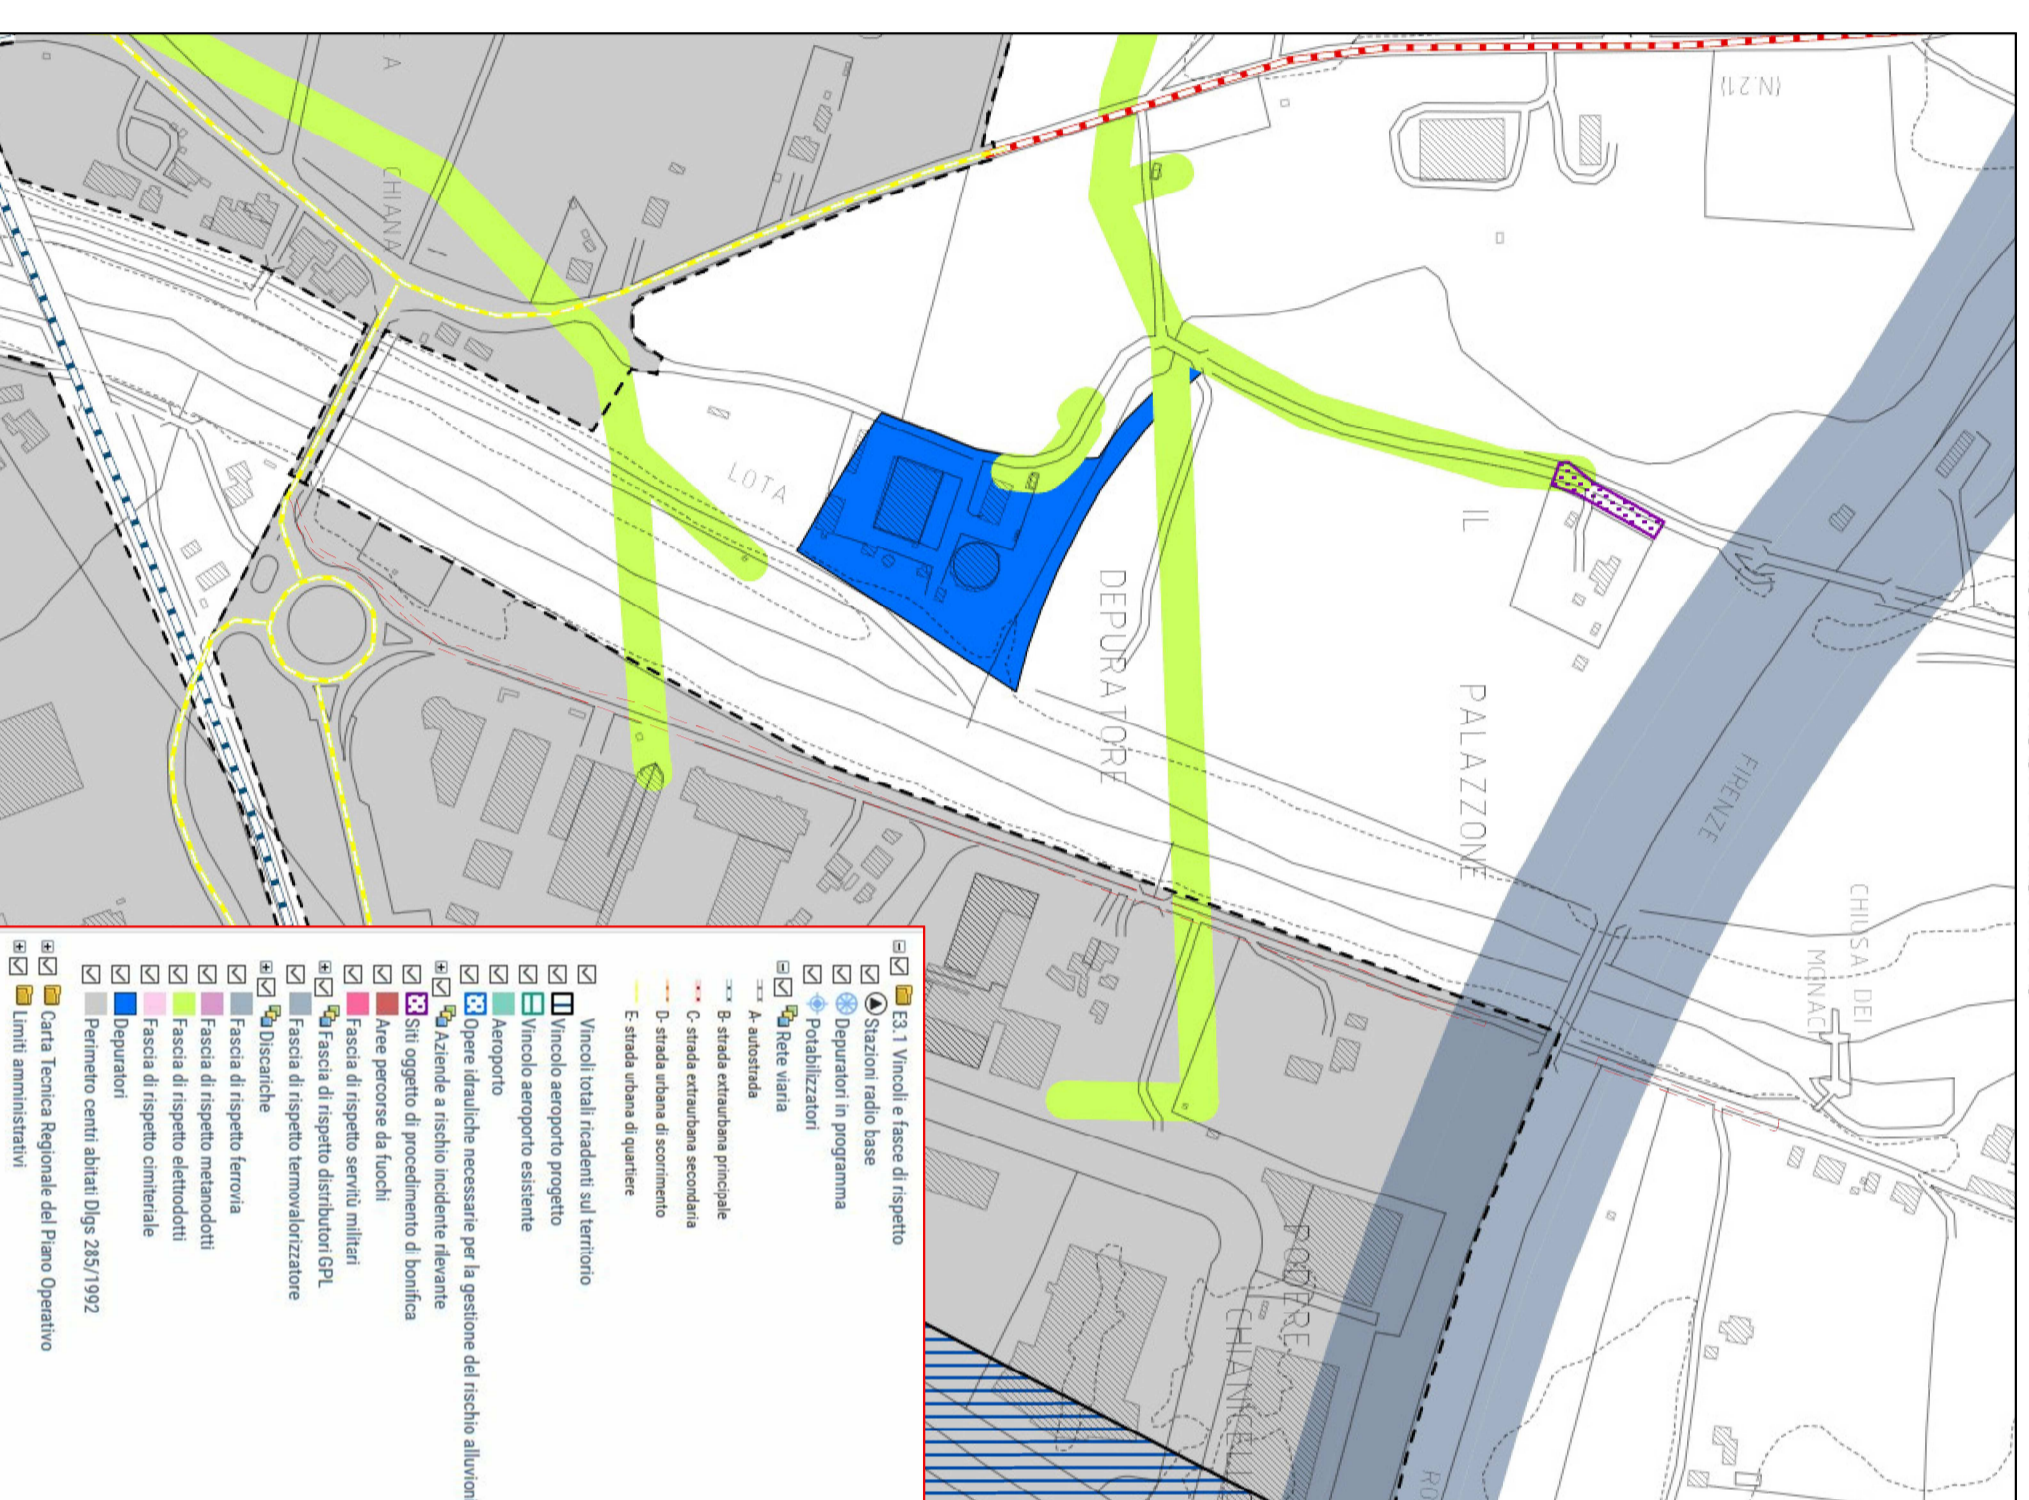 E A
CHIANA
(N.21)
LOTA
DEPURATORE
IL
PALAZZONE
FIRENZE
CHIUSA DEI
MONACI
PODERE
CHIANICELLI
RO
E3.1 Vincoli e fasce di rispetto
Stazioni radio base
Depuratori in programma
Potabilizzatori
Rete viaria
A- autostrada
B- strada extraurbana principale
C- strada extraurbana secondaria
D- strada urbana di scorrimento
E- strada urbana di quartiere
Vincoli totali ricadenti sul territorio
Vincolo aeroporto progetto
Vincolo aeroporto esistente
Aeroporto
Opere idrauliche necessarie per la gestione del rischio alluvioni
Aziende a rischio incidente rilevante
Siti oggetto di procedimento di bonifica
Aree percorse da fuochi
Fascia di rispetto servitù militari
Fascia di rispetto distributori GPL
Fascia di rispetto termovalorizzatore
Discariche
Fascia di rispetto ferrovia
Fascia di rispetto metanodotti
Fascia di rispetto elettrodotti
Fascia di rispetto cimiteriale
Depuratori
Perimetro centri abitati Dlgs 285/1992
Carta Tecnica Regionale del Piano Operativo
Limiti amministrativi